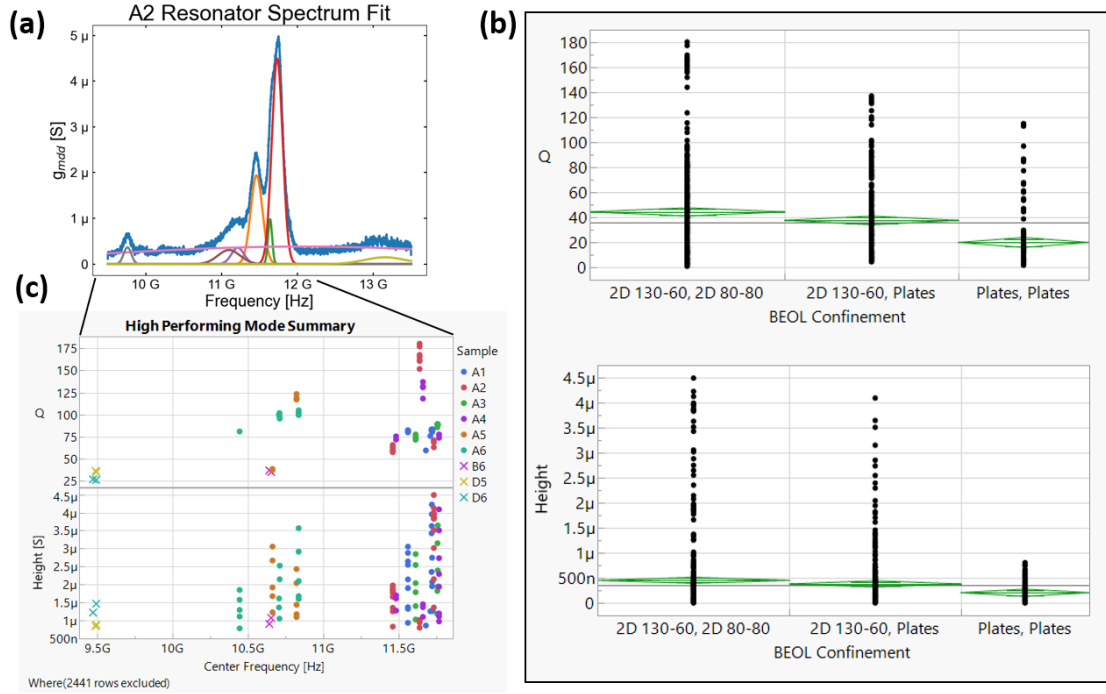 (a)
A2 Resonator Spectrum Fit
5 μ
4 μ
3 μ
2 μ
1 μ
0
g_mdd [S]
10 G 11 G 12 G 13 G
Frequency [Hz]
(b)
180
160
140
120
100
80
60
40
20
0
Q
2D 130-60, 2D 80-80 2D 130-60, Plates Plates, Plates
BEOL Confinement
4.5μ
4μ
3.5μ
3μ
2.5μ
2μ
1.5μ
1μ
500n
0
Height
2D 130-60, 2D 80-80 2D 130-60, Plates Plates, Plates
BEOL Confinement
(c)
High Performing Mode Summary
175
150
125
100
75
50
25
Q
4.5μ
4μ
3.5μ
3μ
2.5μ
2μ
1.5μ
1μ
500n
Height [S]
9.5G 10G 10.5G 11G 11.5G
Center Frequency [Hz]
Where(2441 rows excluded)
Sample
A1
A2
A3
A4
A5
A6
B6
D5
D6